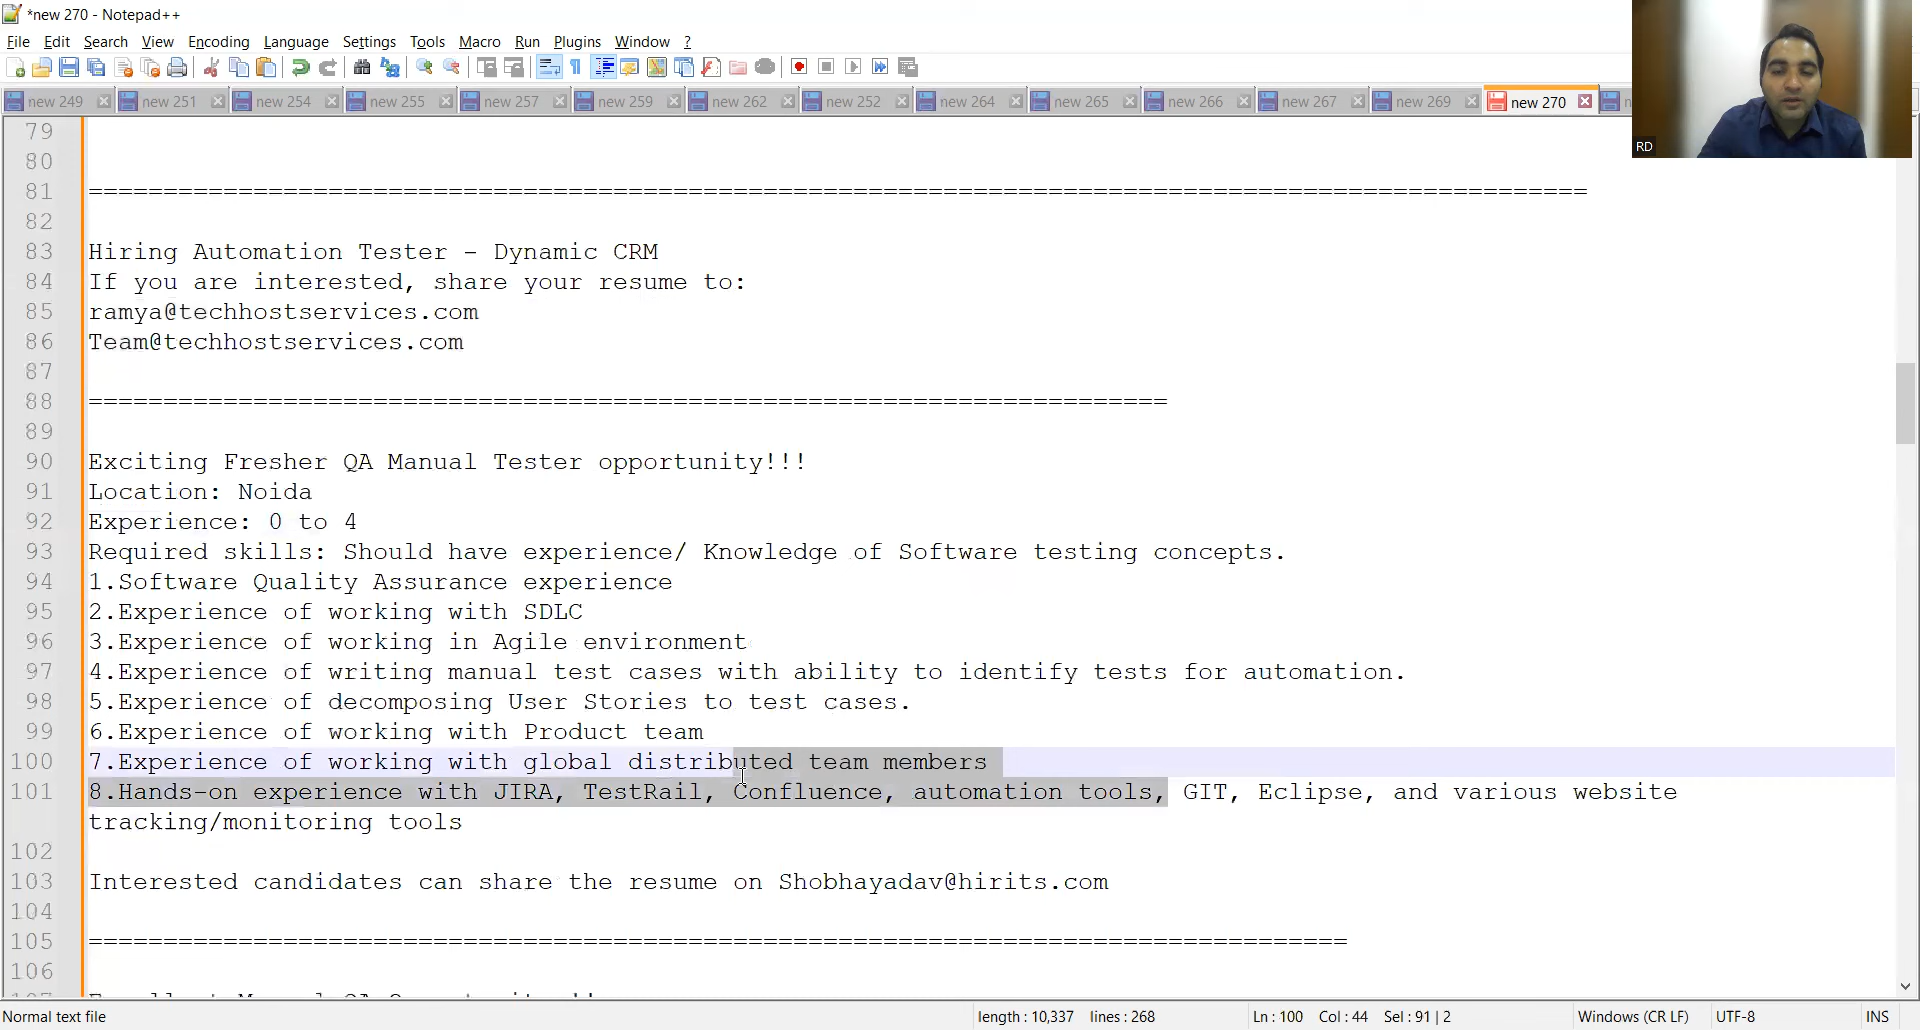 *new 270 - Notepad++
File Edit Search View Encoding Language Settings Tools Macro Run Plugins Window ?
new 249 new 251 new 254 new 255 new 257 new 259 new 262 new 252 new 264 new 265 new 266 new 267 new 269 new 270
RD
79
80
81 ====================================================================================================
82
83 Hiring Automation Tester - Dynamic CRM
84 If you are interested, share your resume to:
85 ramya@techhostservices.com
86 Team@techhostservices.com
87
88 ========================================================================
89
90 Exciting Fresher QA Manual Tester opportunity!!!
91 Location: Noida
92 Experience: 0 to 4
93 Required skills: Should have experience/ Knowledge of Software testing concepts.
94 1.Software Quality Assurance experience
95 2.Experience of working with SDLC
96 3.Experience of working in Agile environment
97 4.Experience of writing manual test cases with ability to identify tests for automation.
98 5.Experience of decomposing User Stories to test cases.
99 6.Experience of working with Product team
100 7.Experience of working with global distributed team members
101 8.Hands-on experience with JIRA, TestRail, Confluence, automation tools, GIT, Eclipse, and various website
tracking/monitoring tools
102
103 Interested candidates can share the resume on Shobhayadav@hirits.com
104
105 ====================================================================================
106
Normal text file length : 10,337 lines : 268 Ln : 100 Col : 44 Sel : 91 | 2 Windows (CR LF) UTF-8 INS